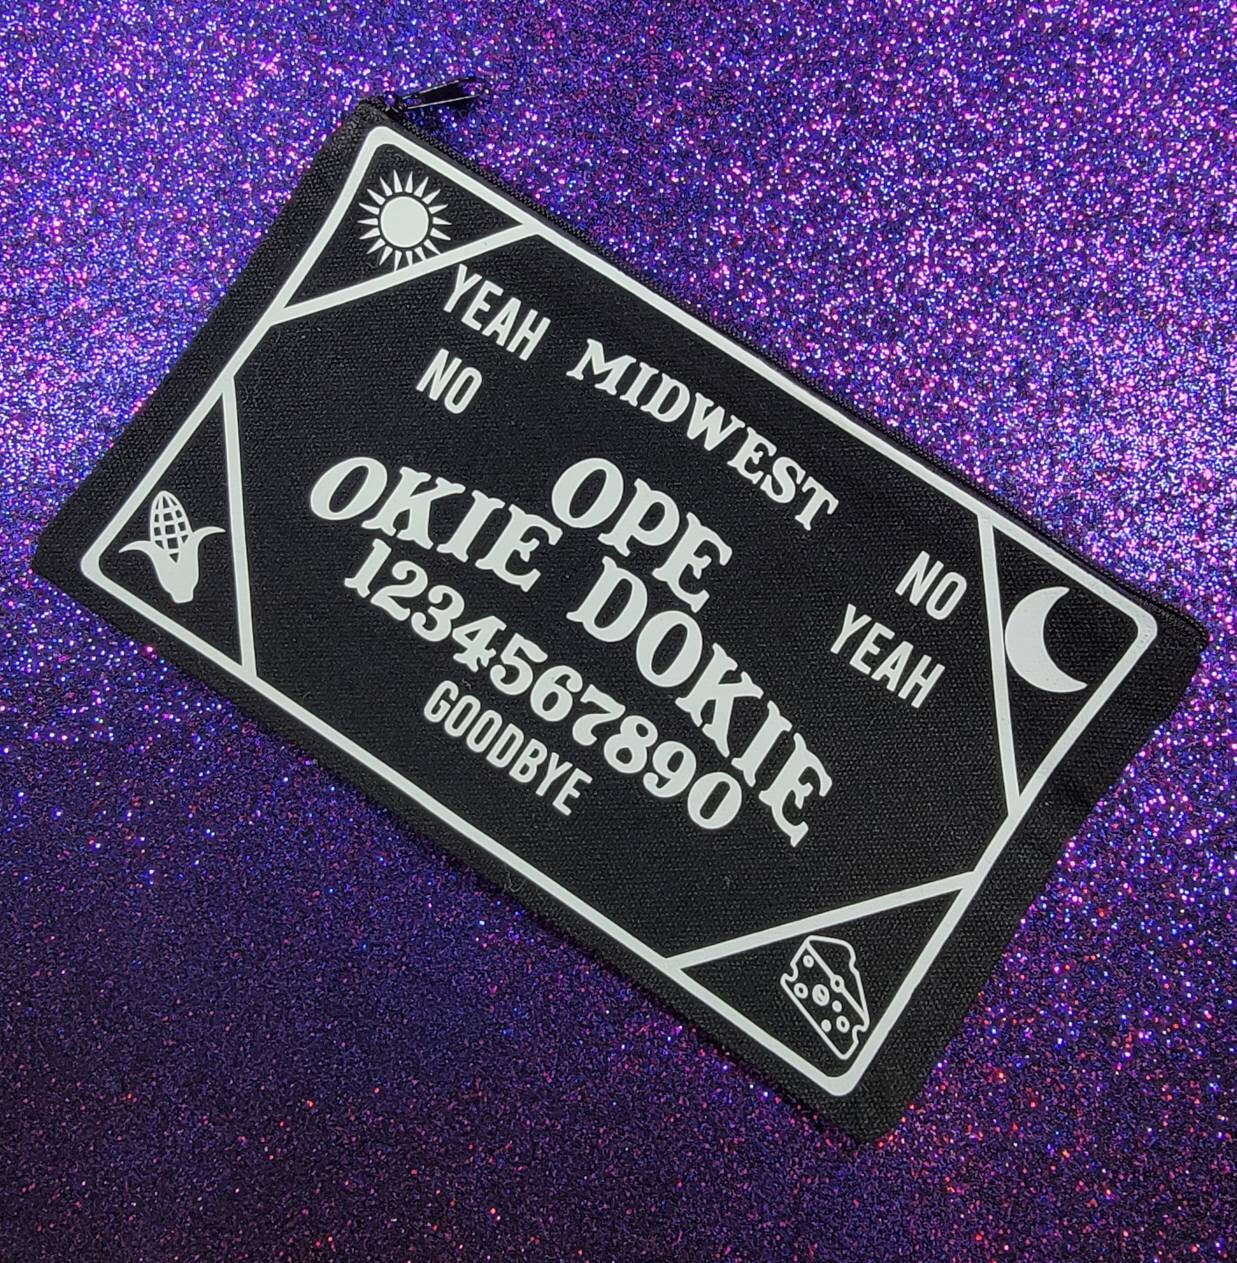 YEAH
NO
MIDWEST
NO
YEAH
OPE
OKIE DOKIE
1234567890
GOODBYE